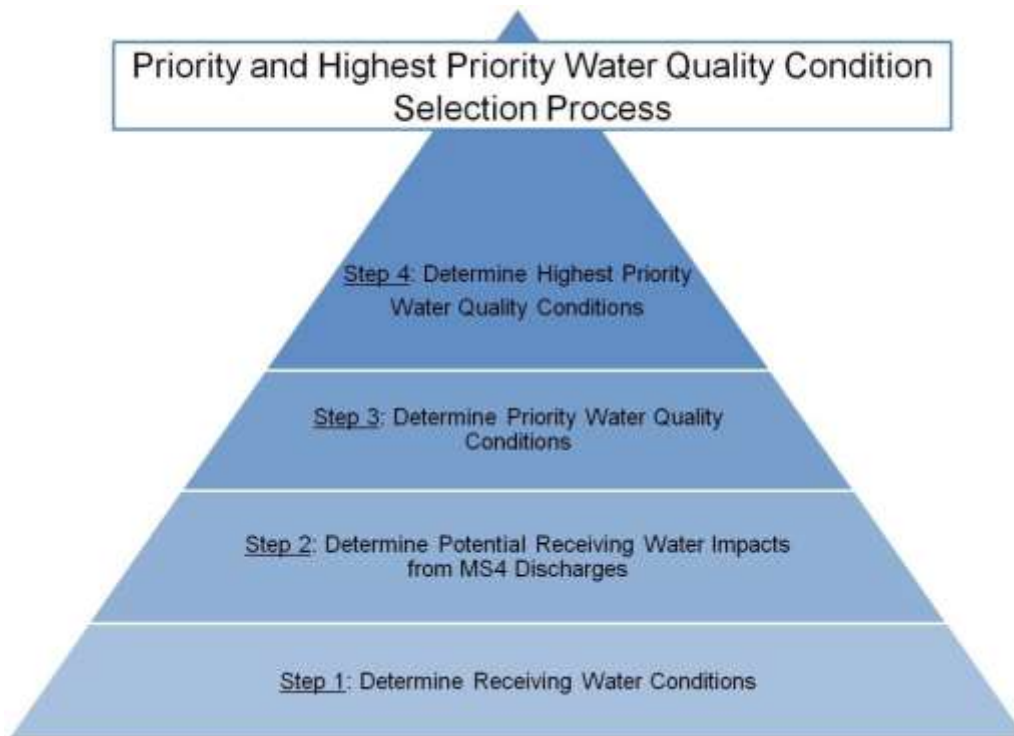 Priority and Highest Priority Water Quality Condition
Selection Process
Step 4: Determine Highest Priority
Water Quality Conditions
Step 3: Determine Priority Water Quality
Conditions
Step 2: Determine Potential Receiving Water Impacts
from MS4 Discharges
Step 1: Determine Receiving Water Conditions